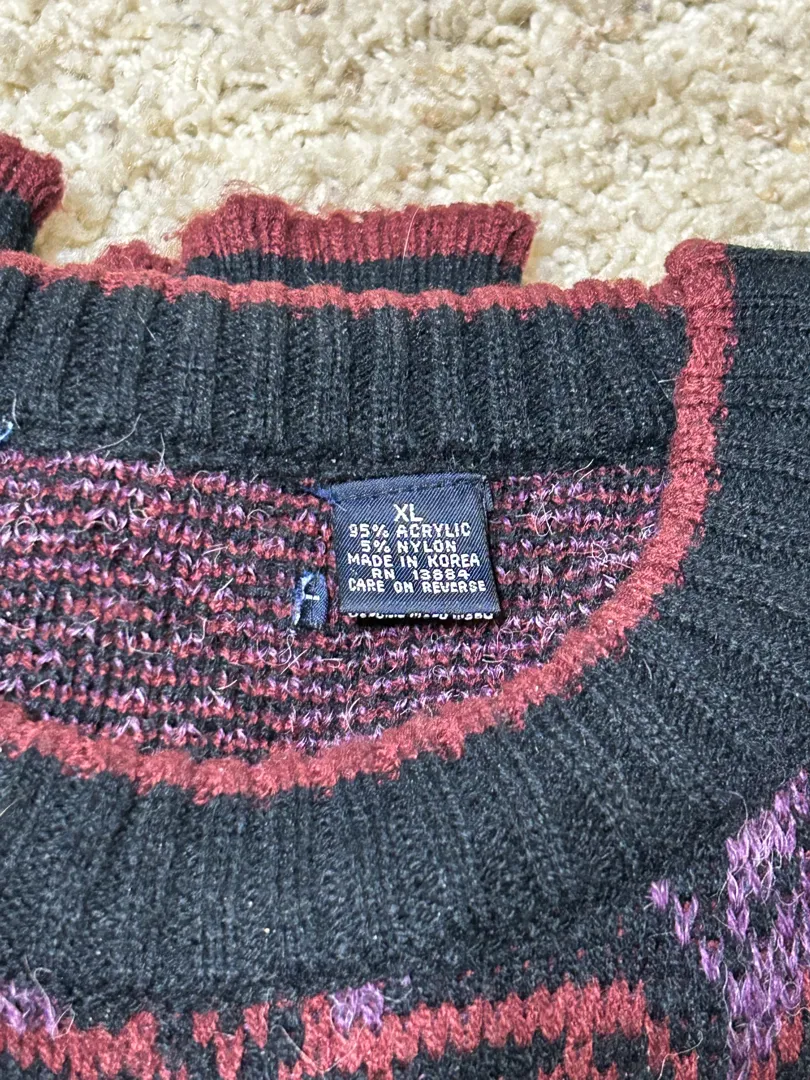 XL
95% ACRYLIC
5% NYLON
MADE IN KOREA
RN 13884
CARE ON REVERSE